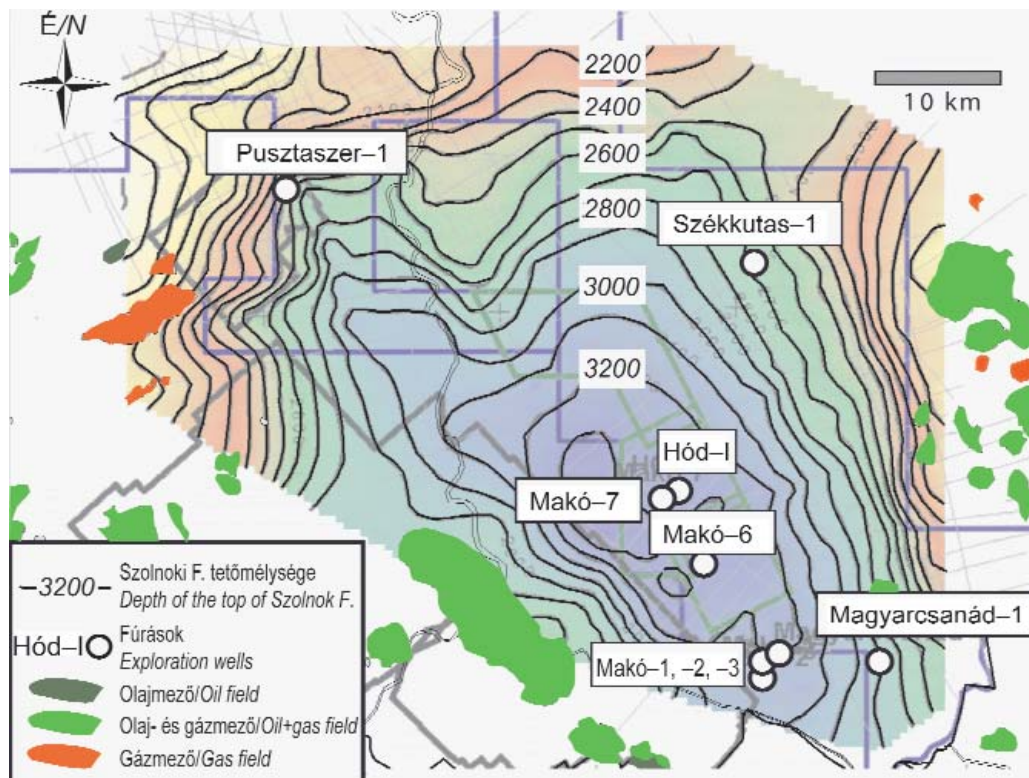 É/N
2200
2400
10 km
Pusztaszer–1
2600
2800
Székkutas–1
3000
3200
Hód–I
Makó–7
Makó–6
Magyarcsanád–1
Makó–1, –2, –3
–3200– Szolnoki F. tetőmélysége
Depth of the top of Szolnok F.
Hód–I Fúrások
Exploration wells
Olajmező/Oil field
Olaj- és gázmező/Oil+gas field
Gázmező/Gas field